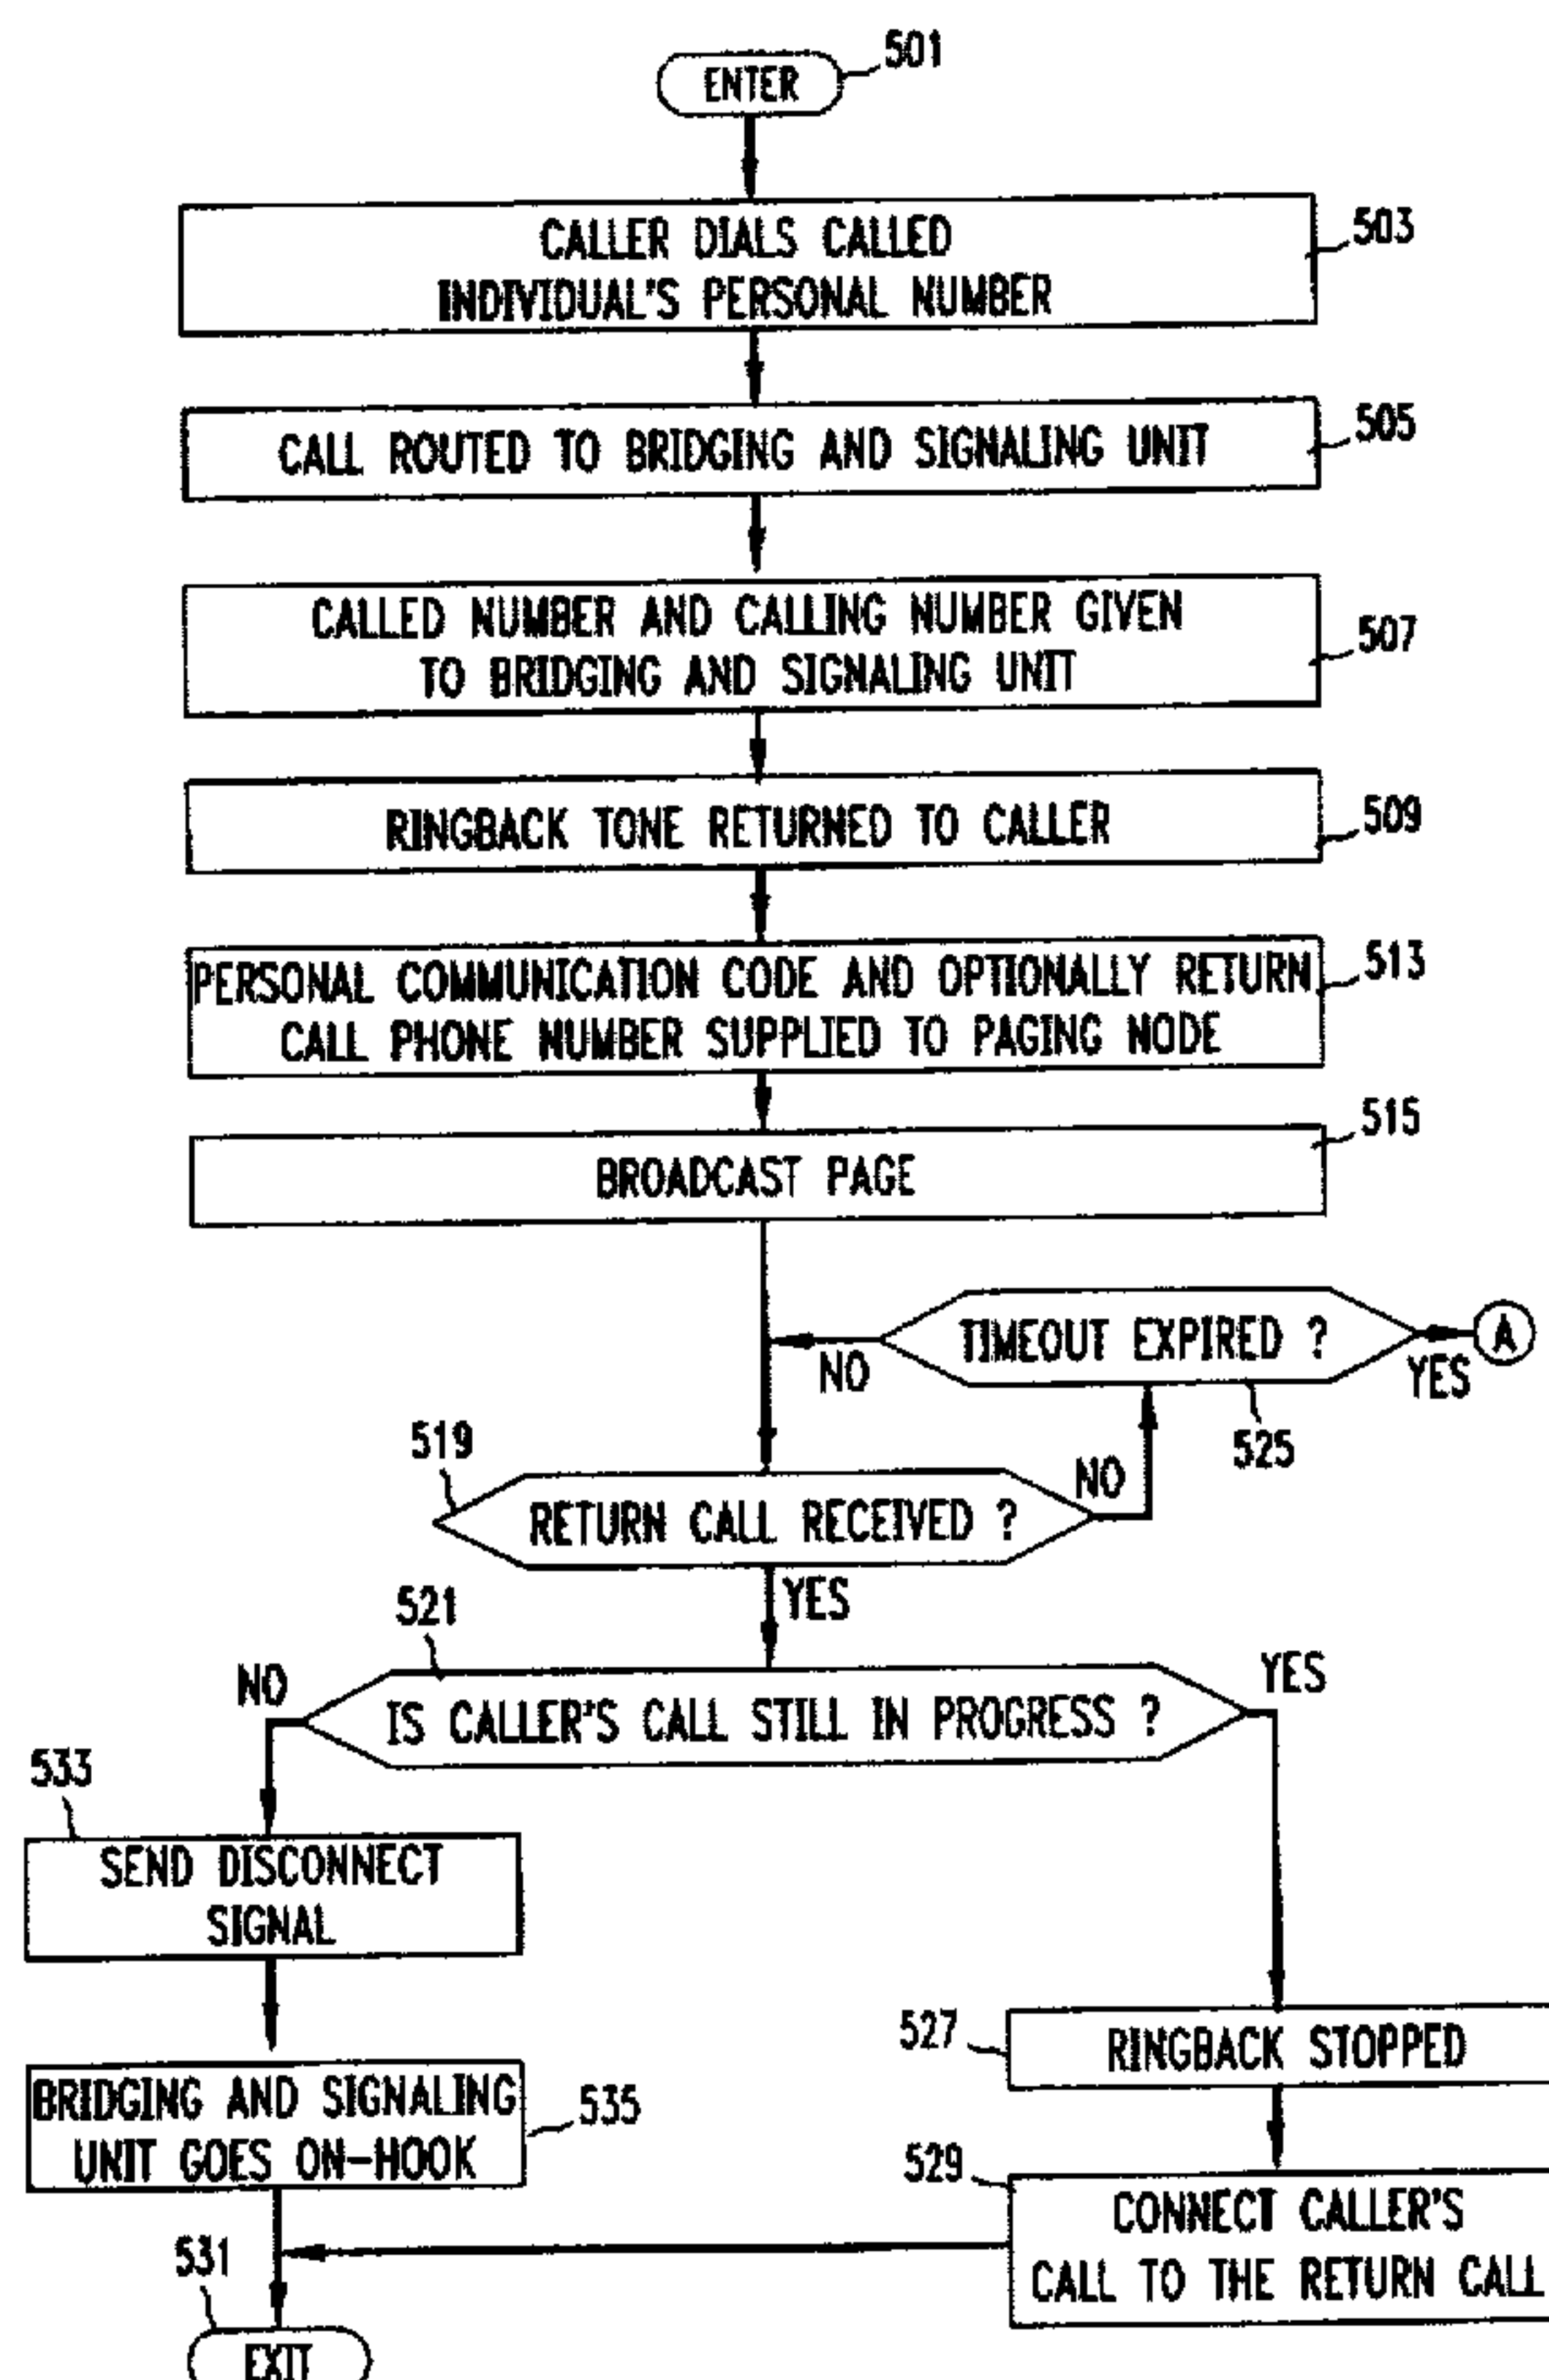 501
ENTER
503
CALLER DIALS CALLED
INDIVIDUAL'S PERSONAL NUMBER
505
CALL ROUTED TO BRIDGING AND SIGNALING UNIT
507
CALLED NUMBER AND CALLING NUMBER GIVEN
TO BRIDGING AND SIGNALING UNIT
509
RINGBACK TONE RETURNED TO CALLER
513
PERSONAL COMMUNICATION CODE AND OPTIONALLY RETURN
CALL PHONE NUMBER SUPPLIED TO PAGING NODE
515
BROADCAST PAGE
TIMEOUT EXPIRED ?
A
NO
YES
525
519
NO
RETURN CALL RECEIVED ?
YES
521
NO
YES
IS CALLER'S CALL STILL IN PROGRESS ?
533
SEND DISCONNECT
SIGNAL
527
RINGBACK STOPPED
BRIDGING AND SIGNALING
UNIT GOES ON-HOOK
535
529
CONNECT CALLER'S
CALL TO THE RETURN CALL
531
EXIT